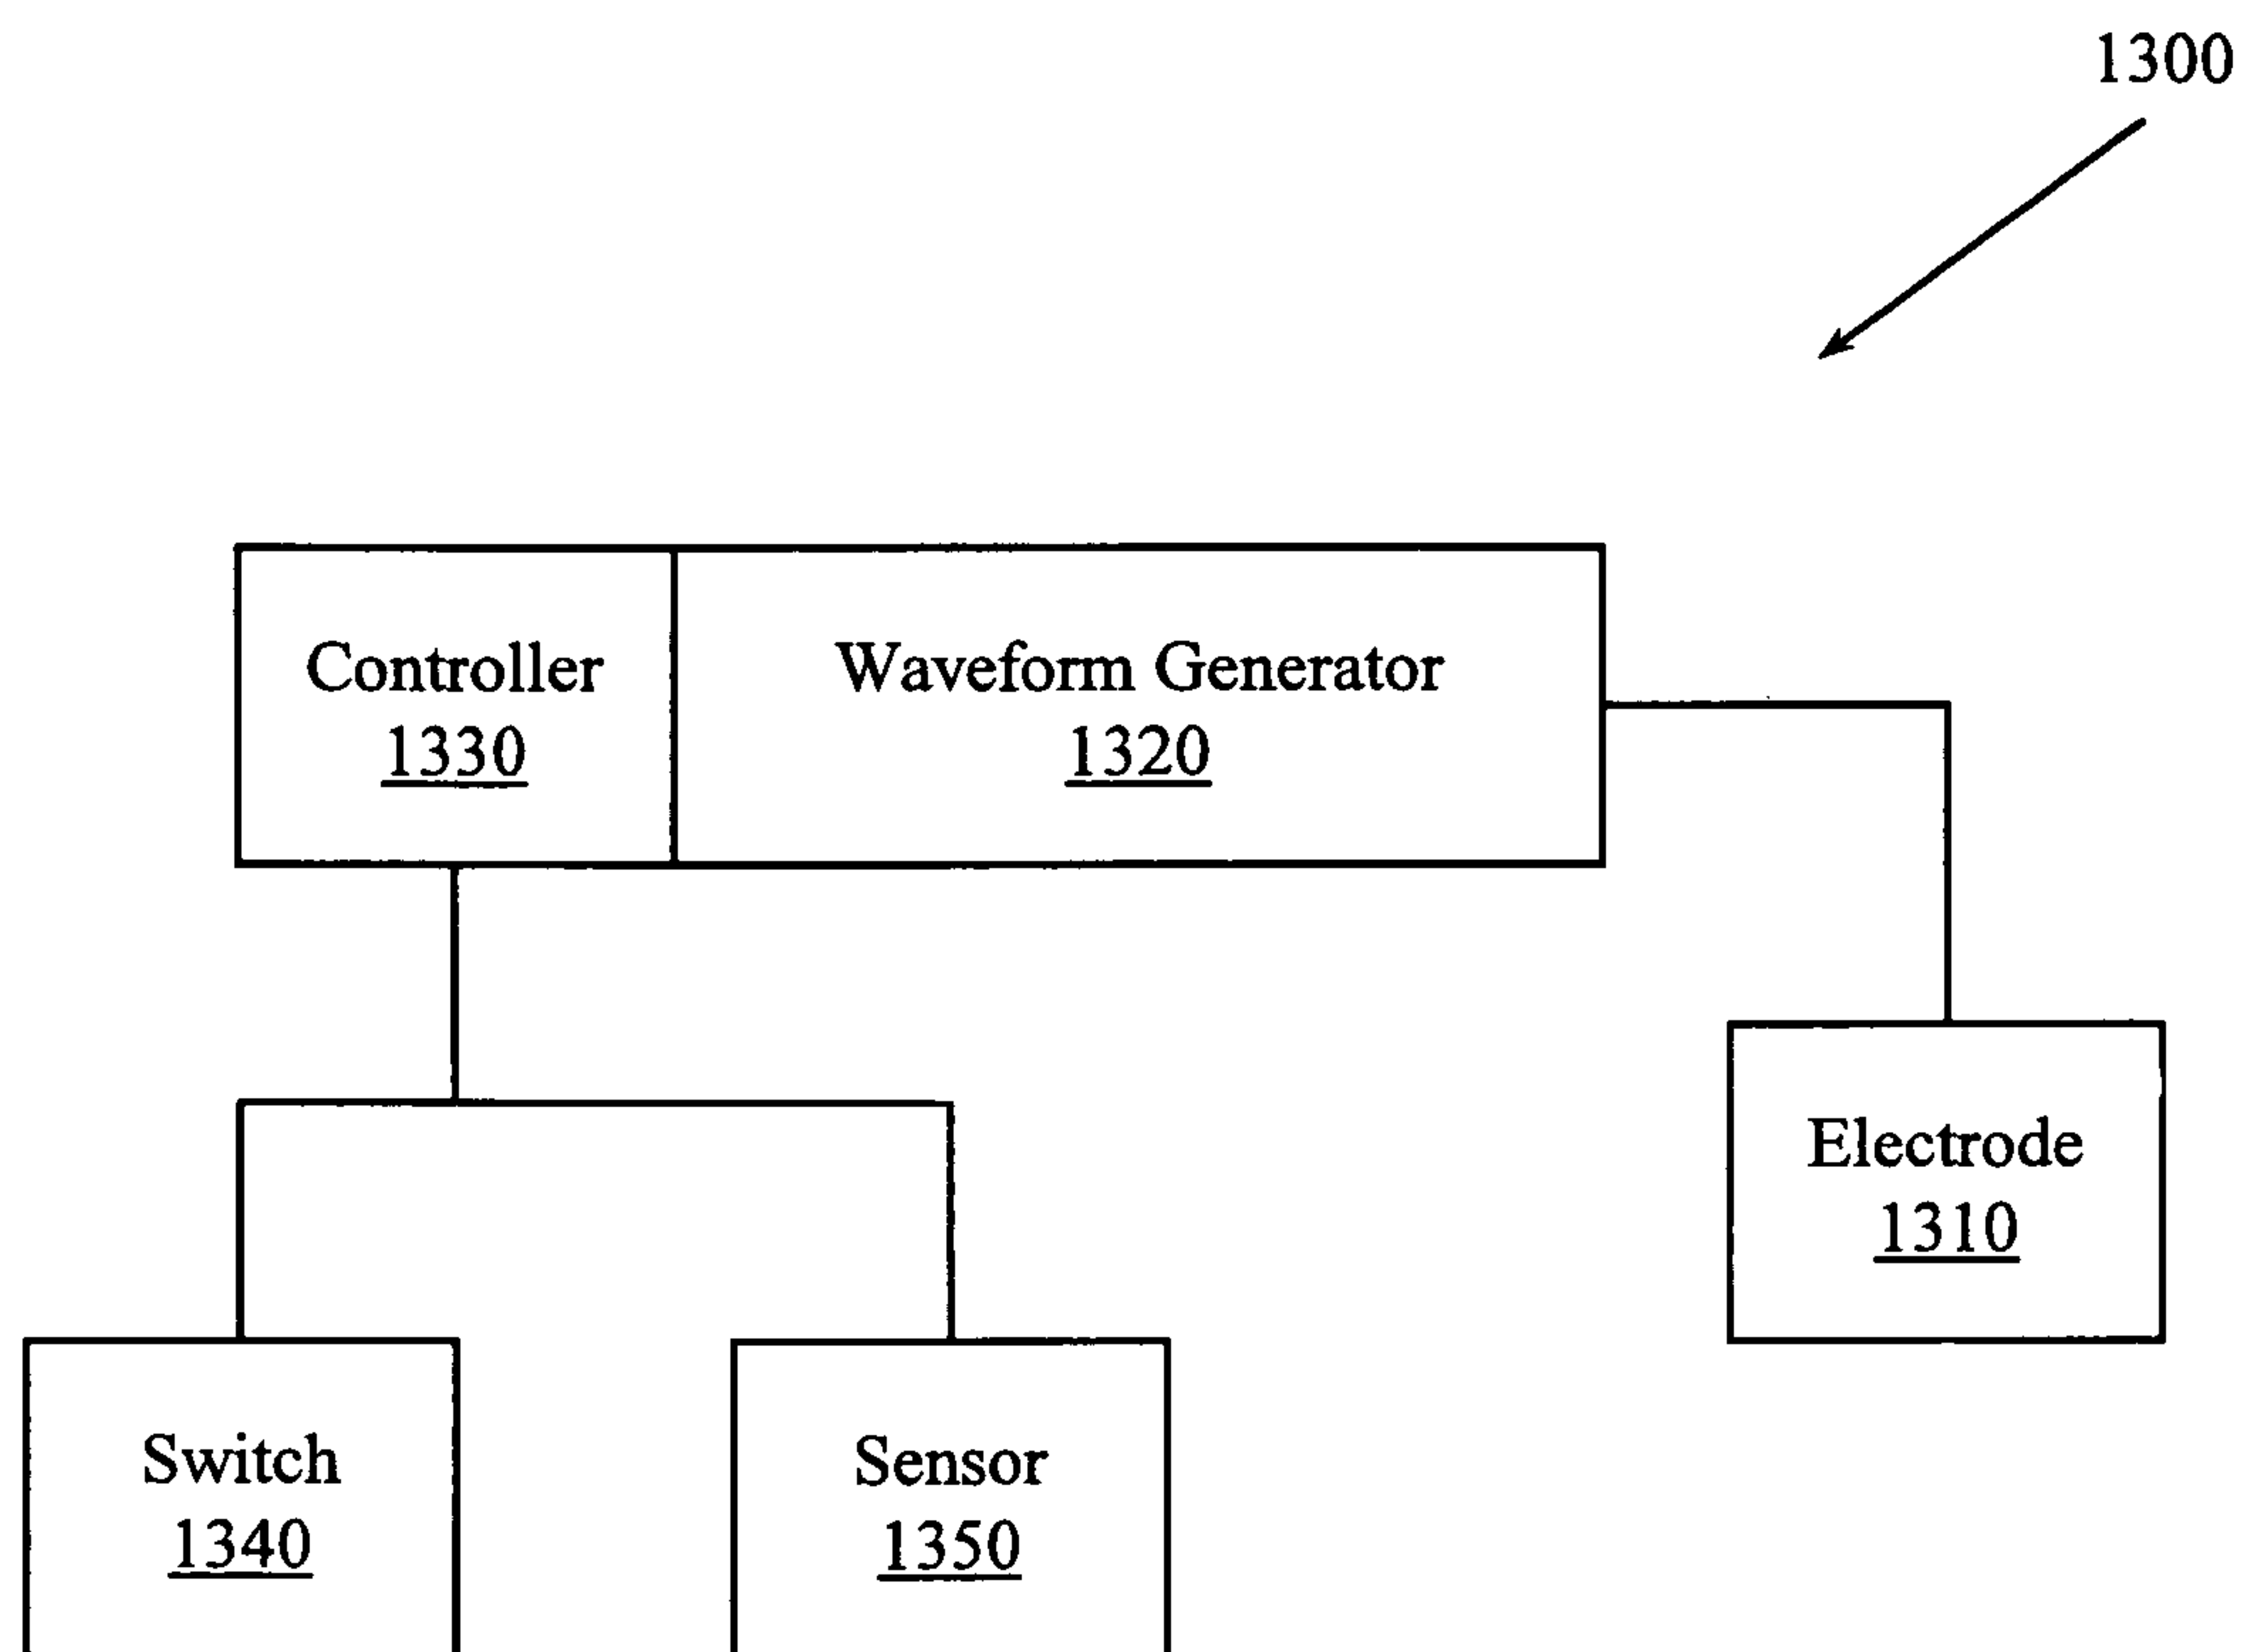 1300
Controller
1330
Waveform Generator
1320
Electrode
1310
Switch
1340
Sensor
1350